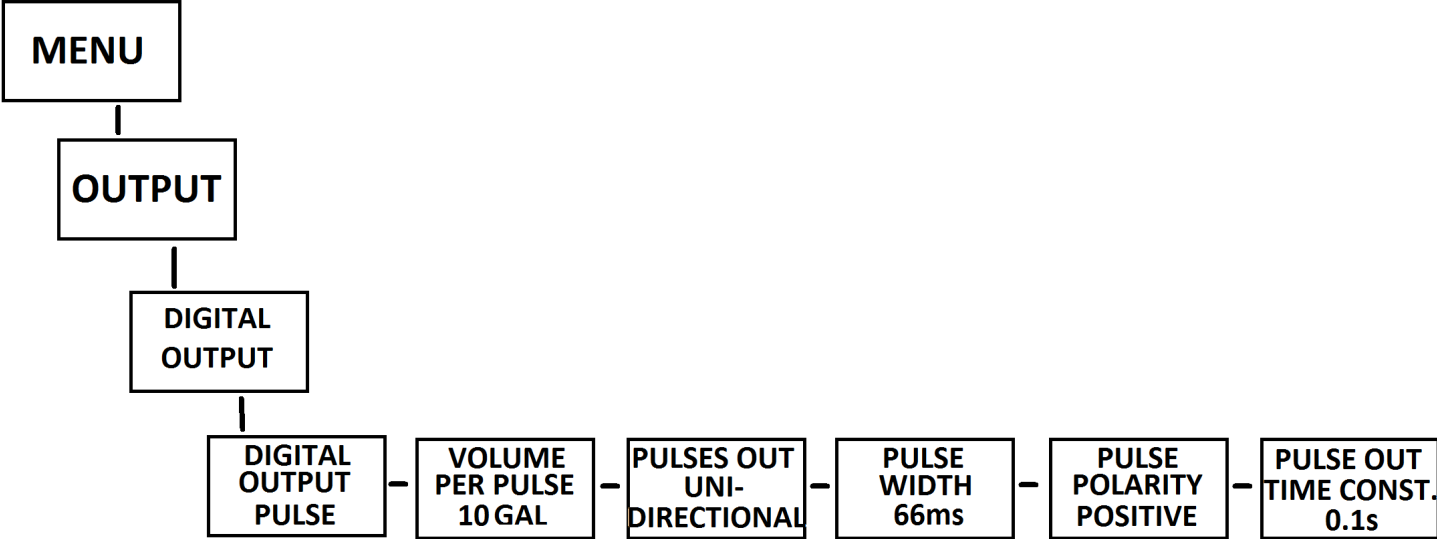 MENU
OUTPUT
DIGITAL
OUTPUT
DIGITAL
OUTPUT
PULSE
VOLUME
PER PULSE
10 GAL
PULSES OUT
UNI-
DIRECTIONAL
PULSE
WIDTH
66ms
PULSE
POLARITY
POSITIVE
PULSE OUT
TIME CONST.
0.1s